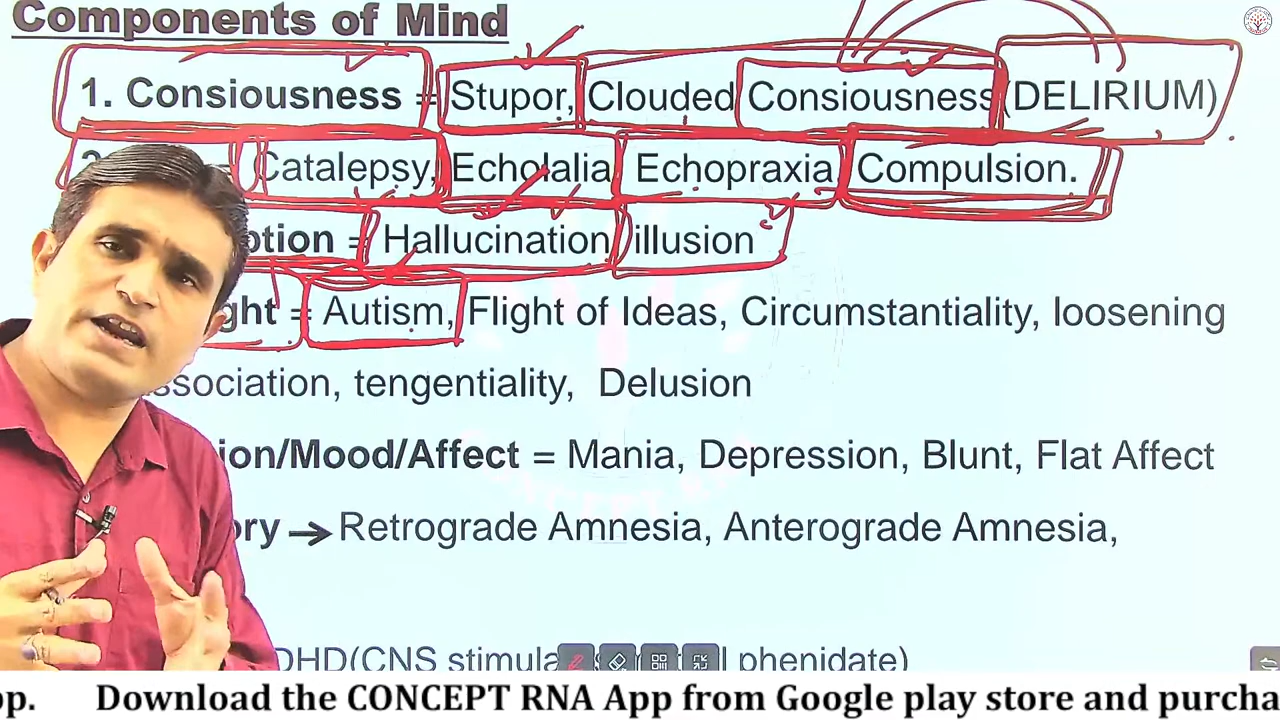 Components of Mind
1. Consiousness = Stupor, Clouded Consiousness (DELIRIUM)
Catalepsy, Echolalia Echopraxia Compulsion.
ption = Hallucination illusion
ght = Autism, Flight of Ideas, Circumstantiality, loosening
ssociation, tengentiality, Delusion
ion/Mood/Affect = Mania, Depression, Blunt, Flat Affect
ory → Retrograde Amnesia, Anterograde Amnesia,
DHD(CNS stimula l phenidate)
pp. Download the CONCEPT RNA App from Google play store and purcha